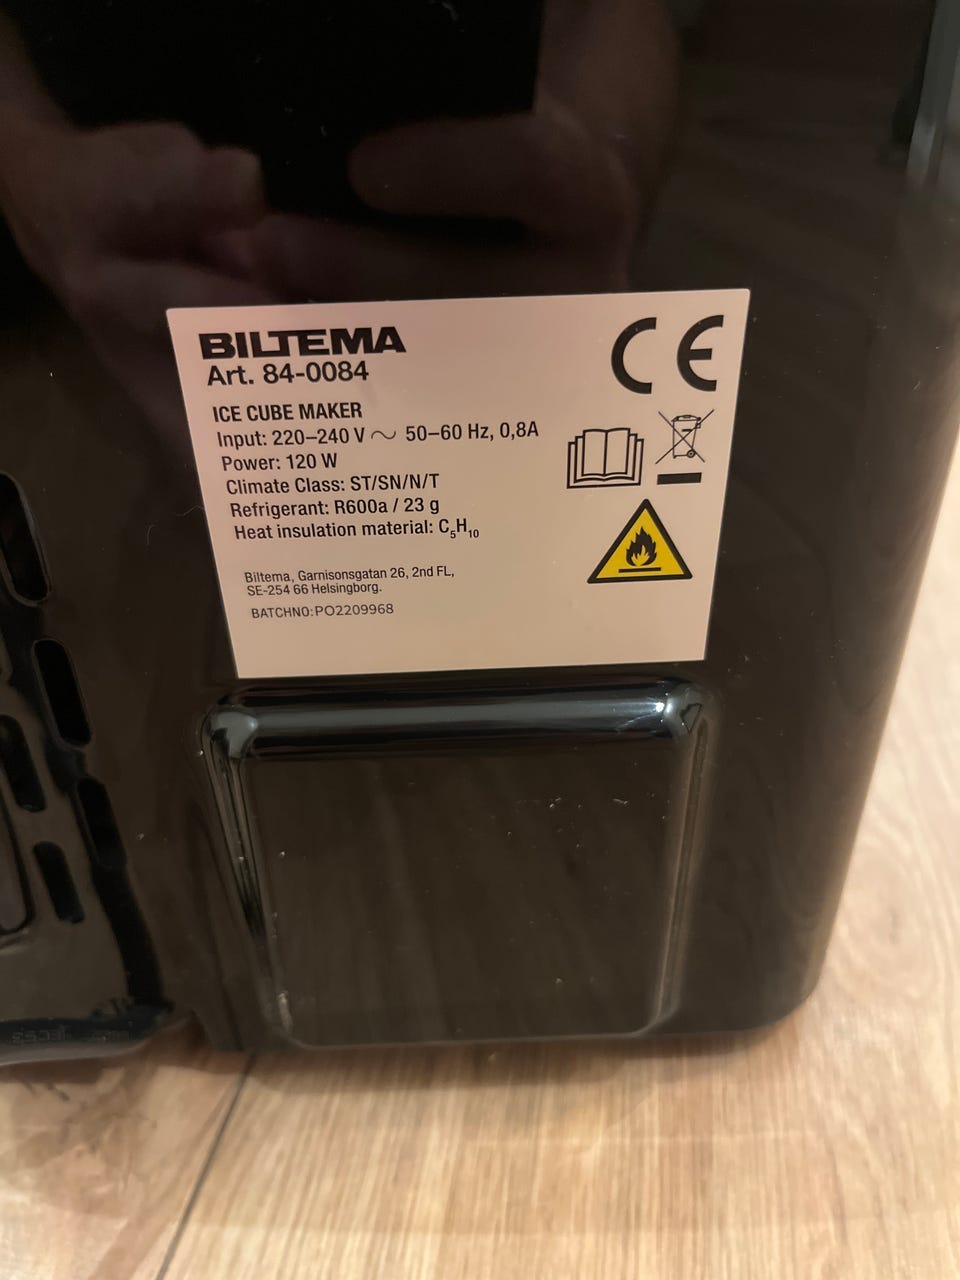 BILTEMA
Art. 84-0084
CE
ICE CUBE MAKER
Input: 220–240 V ~ 50–60 Hz, 0,8A
Power: 120 W
Climate Class: ST/SN/N/T
Refrigerant: R600a / 23 g
Heat insulation material: C₅H₁₀
Biltema, Garnisonsgatan 26, 2nd FL,
SE-254 66 Helsingborg.
BATCHNO:PO2209968